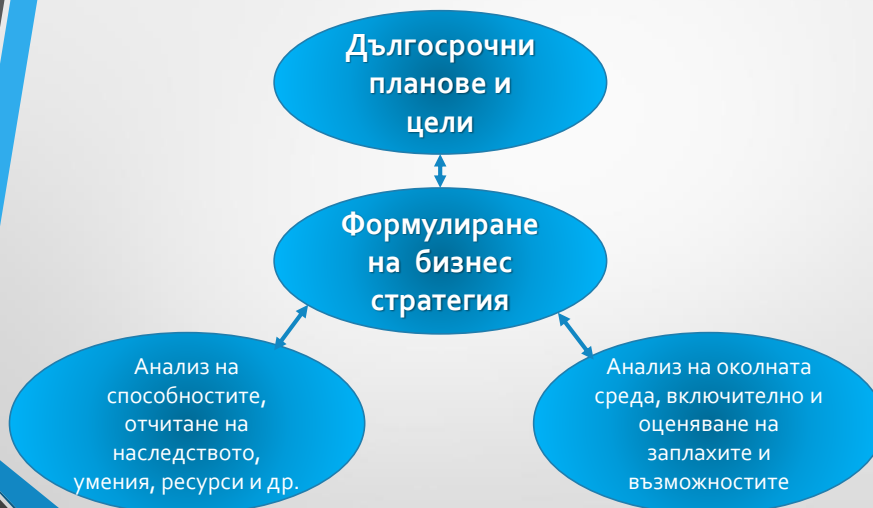 Дългосрочни
планове и
цели
Формулиране
на бизнес
стратегия
Анализ на
способностите,
отчитане на
наследството,
умения, ресурси и др.
Анализ на околната
среда, включително и
оценяване на
заплахите и
възможностите